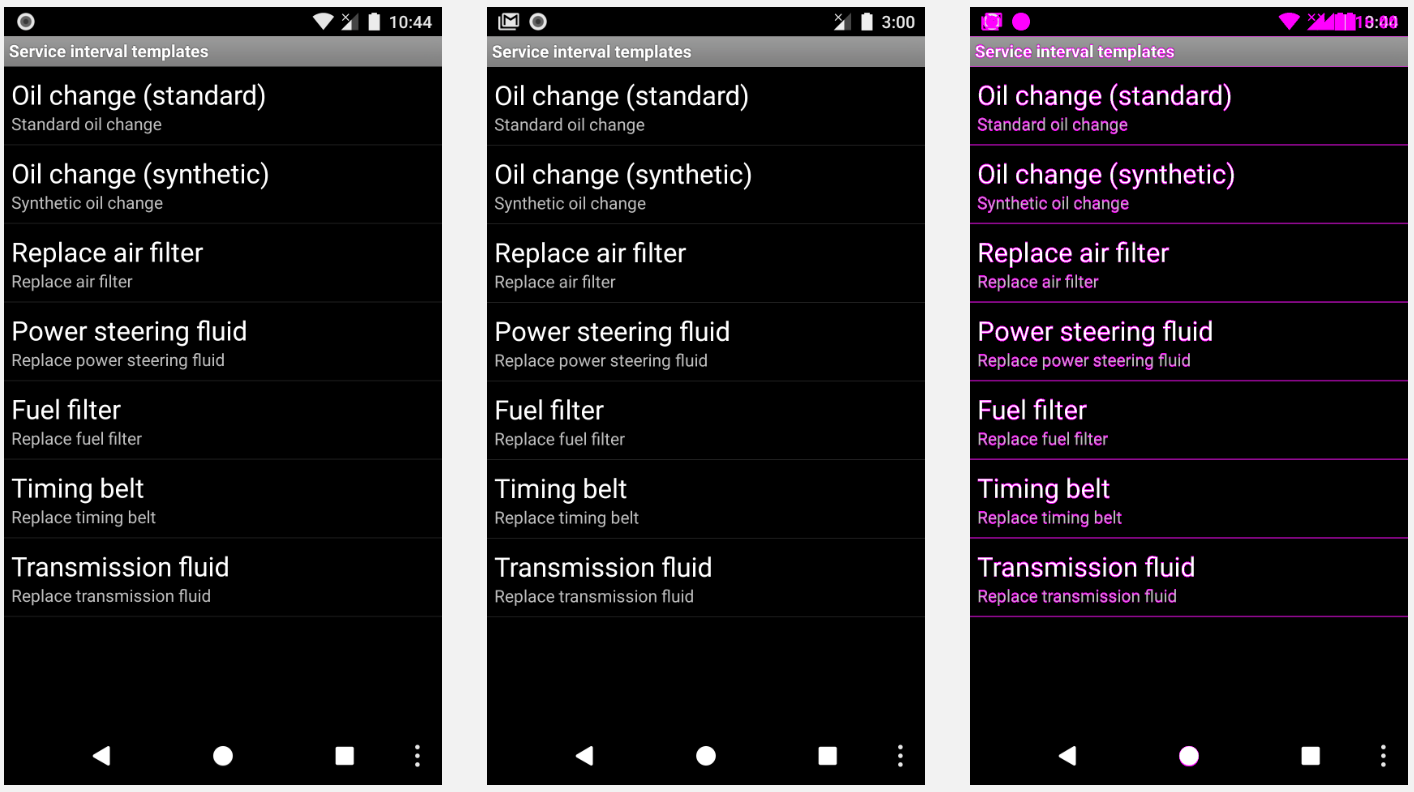 10:44
Service interval templates
Oil change (standard)
Standard oil change
Oil change (synthetic)
Synthetic oil change
Replace air filter
Replace air filter
Power steering fluid
Replace power steering fluid
Fuel filter
Replace fuel filter
Timing belt
Replace timing belt
Transmission fluid
Replace transmission fluid
3:00
Service interval templates
Oil change (standard)
Standard oil change
Oil change (synthetic)
Synthetic oil change
Replace air filter
Replace air filter
Power steering fluid
Replace power steering fluid
Fuel filter
Replace fuel filter
Timing belt
Replace timing belt
Transmission fluid
Replace transmission fluid
Service interval templates
Oil change (standard)
Standard oil change
Oil change (synthetic)
Synthetic oil change
Replace air filter
Replace air filter
Power steering fluid
Replace power steering fluid
Fuel filter
Replace fuel filter
Timing belt
Replace timing belt
Transmission fluid
Replace transmission fluid